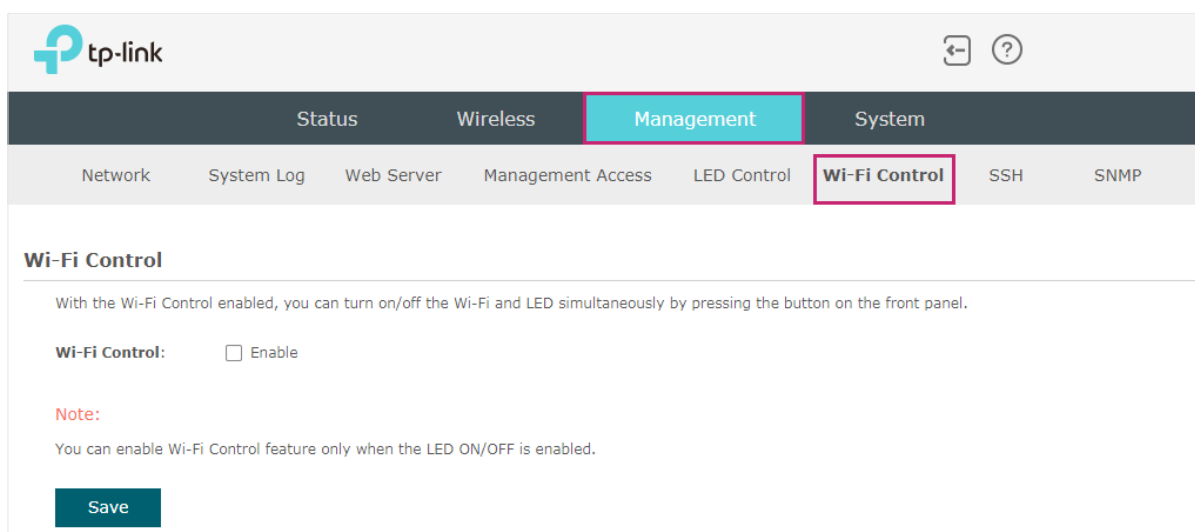 tp-link
Status Wireless Management System
Network System Log Web Server Management Access LED Control Wi-Fi Control SSH SNMP
Wi-Fi Control
With the Wi-Fi Control enabled, you can turn on/off the Wi-Fi and LED simultaneously by pressing the button on the front panel.
Wi-Fi Control: Enable
Note:
You can enable Wi-Fi Control feature only when the LED ON/OFF is enabled.
Save